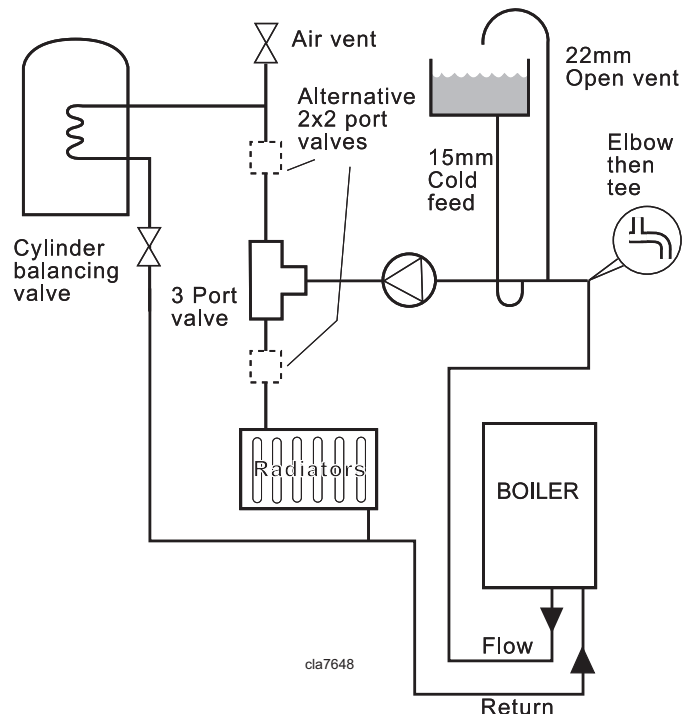 Air vent
22mm
Open vent
Alternative
2x2 port
valves
Elbow
then
tee
15mm
Cold
feed
Cylinder
balancing
valve
3 Port
valve
Radiators
BOILER
Flow
cla7648
Return